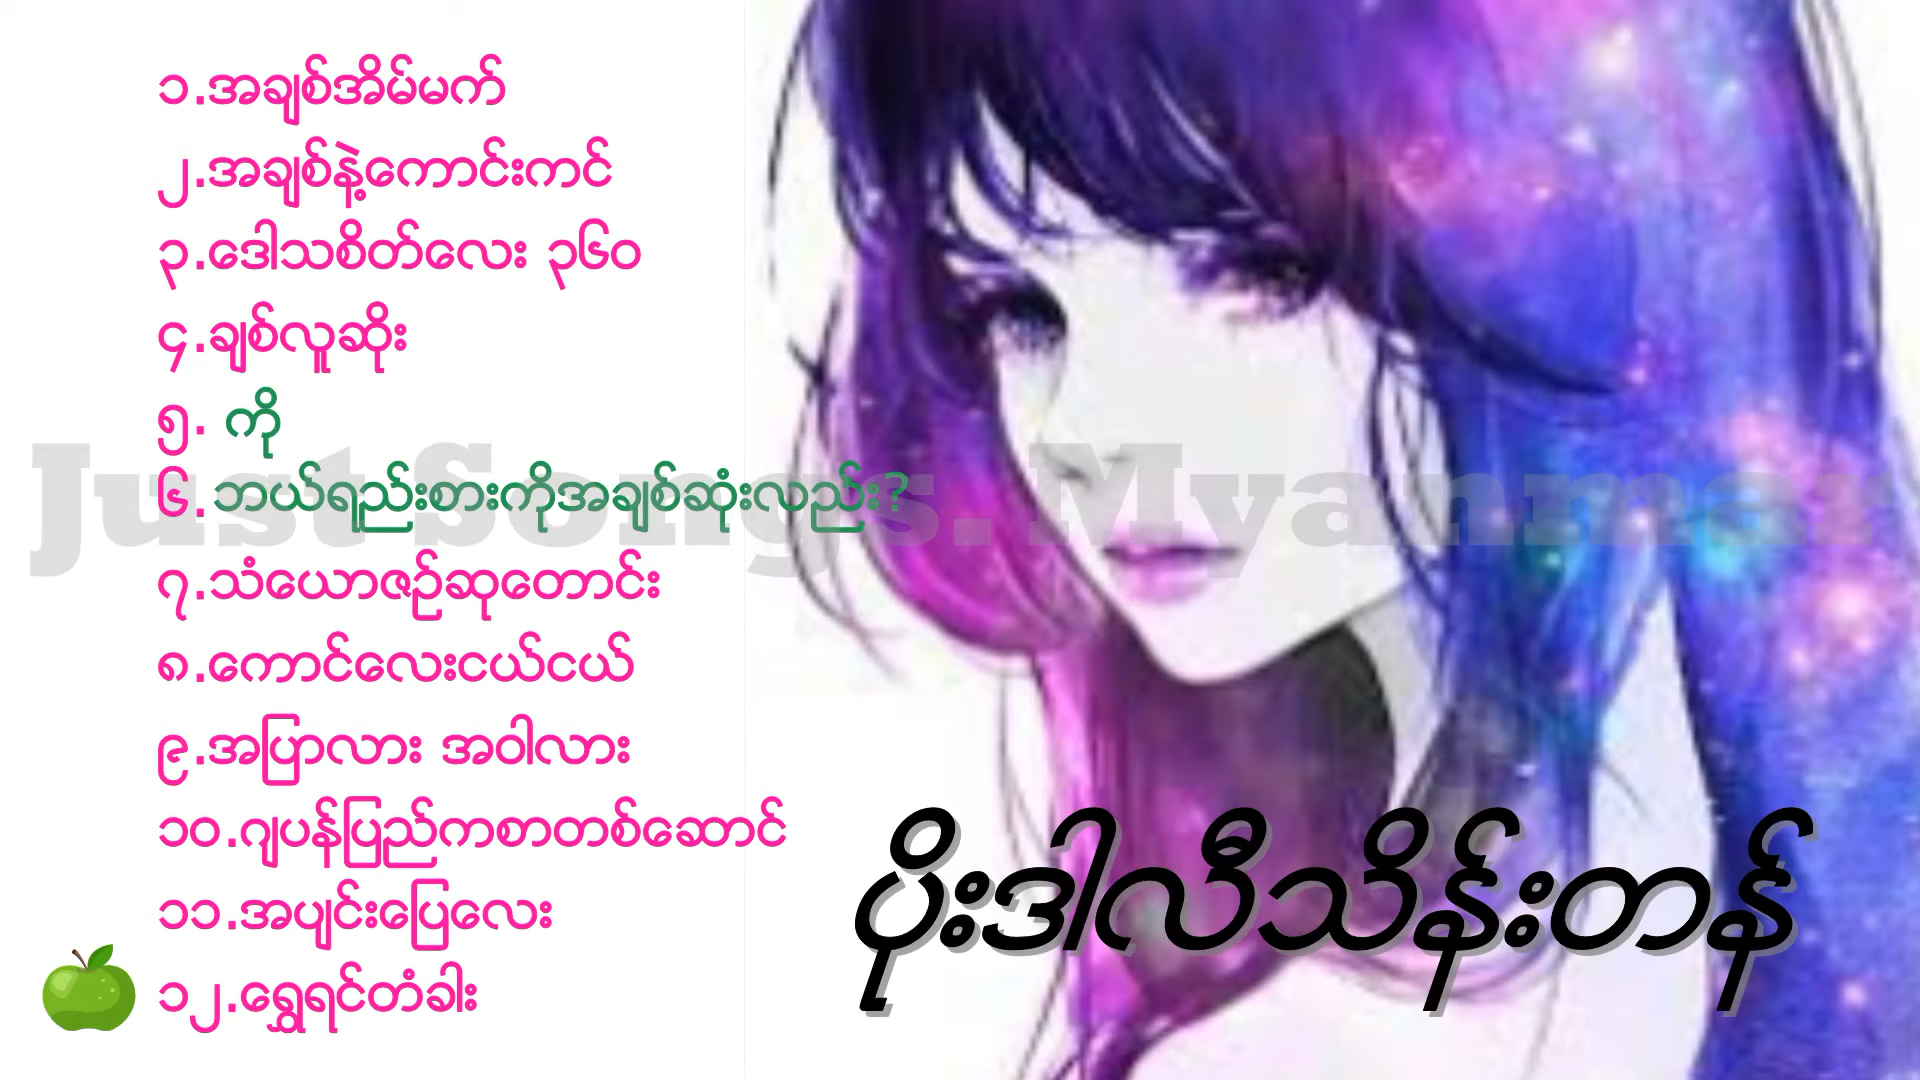 ၁.အချစ်အိမ်မက်
၂.အချစ်နဲ့ကောင်းကင်
၃.ဒေါသစိတ်လေး ၃၆၀
၄.ချစ်လူဆိုး
၅. ကို
၆.ဘယ်ရည်းစားကိုအချစ်ဆုံးလည်း?
Just Songs. Myanmar
၇.သံယောဇဉ်ဆုတောင်း
၈.ကောင်လေးငယ်ငယ်
၉.အပြာလား အဝါလား
၁၀.ဂျပန်ပြည်ကစာတစ်ဆောင်
၁၁.အပျင်းပြေလေး
၁၂.ရွှေရင်တံခါး
ပိုးဒါလီသိန်းတန်